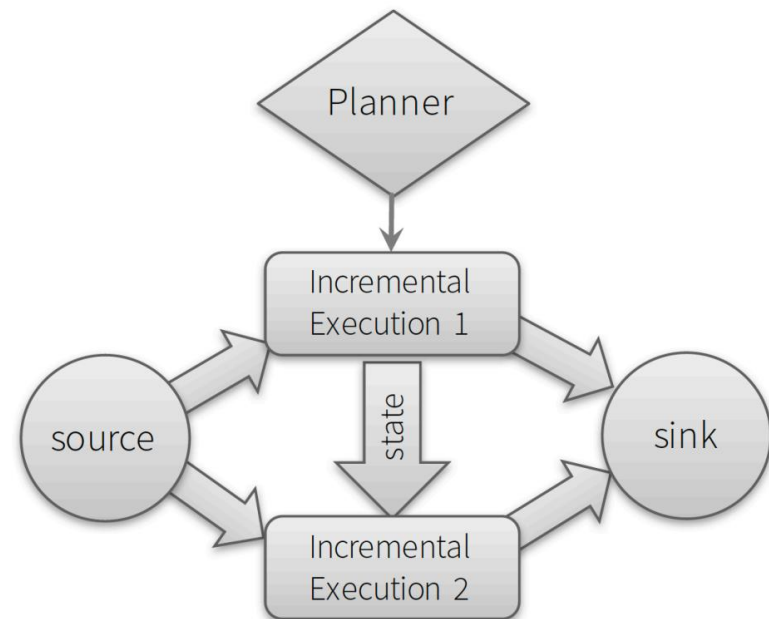 Planner
Incremental
Execution 1
source
state
sink
Incremental
Execution 2